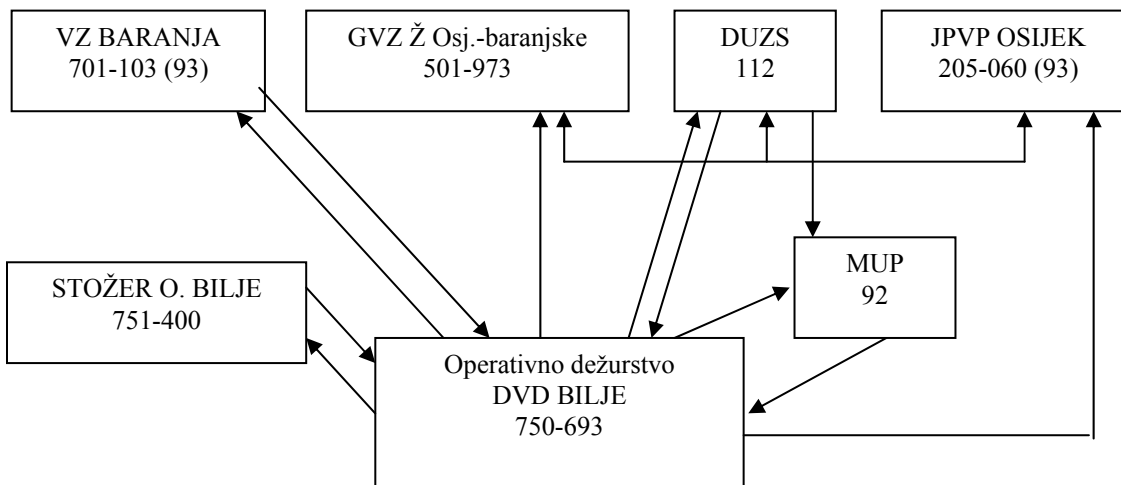 VZ BARANJA
701-103 (93)
GVZ Ž Osj.-baranjske
501-973
DUZS
112
JPVP OSIJEK
205-060 (93)
STOŽER O. BILJE
751-400
MUP
92
Operativno dežurstvo
DVD BILJE
750-693